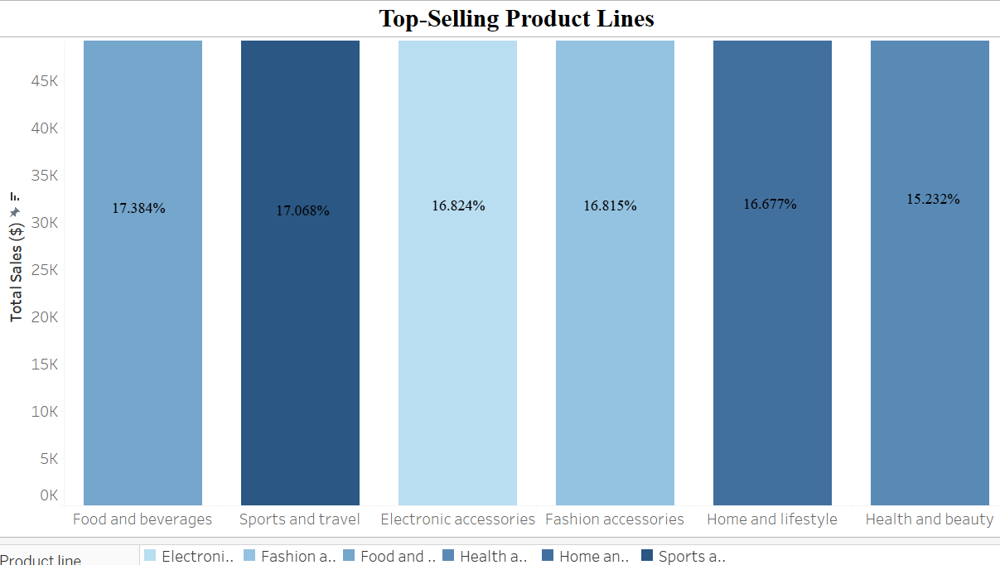 Top-Selling Product Lines
Total Sales ($)
45K
40K
35K
30K
25K
20K
15K
10K
5K
0K
17.384%
17.068%
16.824%
16.815%
16.677%
15.232%
Food and beverages
Sports and travel
Electronic accessories
Fashion accessories
Home and lifestyle
Health and beauty
Product line
Electroni..
Fashion a..
Food and ..
Health a..
Home an..
Sports a..